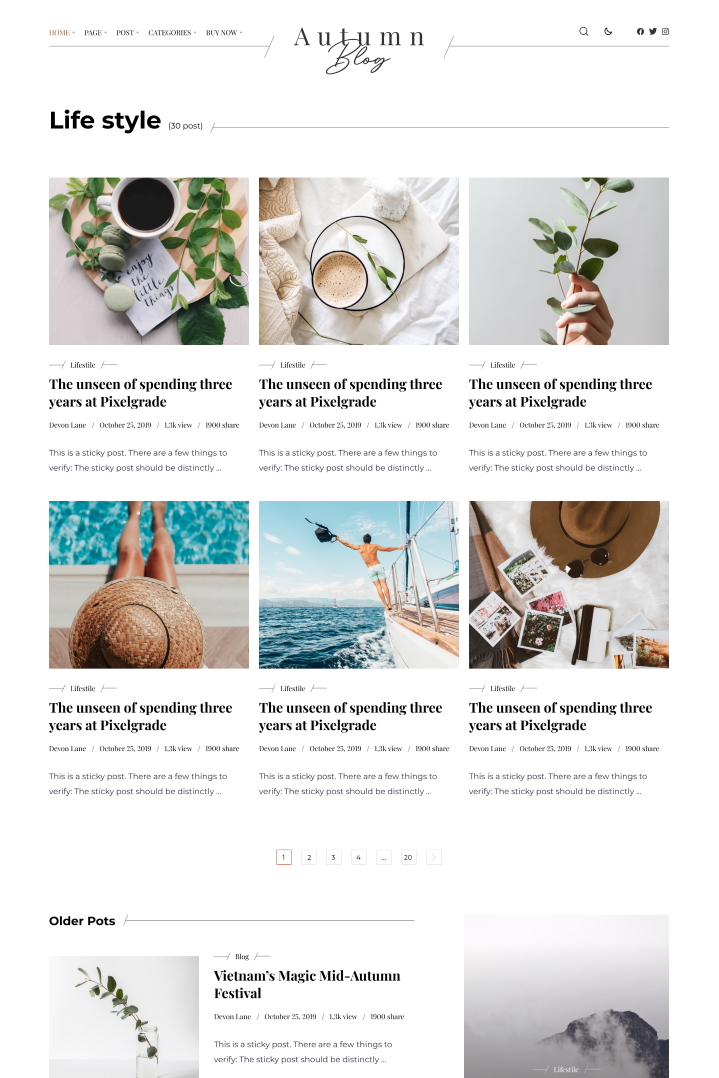 HOME PAGE POST CATEGORIES BUY NOW
Autumn
Blog
Life style (30 post)
enjoy
the
little
things
Lifestile
The unseen of spending three
years at Pixelgrade
Devon Lane / October 25, 2019 / 1,3k view / 1900 share
This is a sticky post. There are a few things to
verify: The sticky post should be distinctly ...
Lifestile
The unseen of spending three
years at Pixelgrade
Devon Lane / October 25, 2019 / 1,3k view / 1900 share
This is a sticky post. There are a few things to
verify: The sticky post should be distinctly ...
Lifestile
The unseen of spending three
years at Pixelgrade
Devon Lane / October 25, 2019 / 1,3k view / 1900 share
This is a sticky post. There are a few things to
verify: The sticky post should be distinctly ...
Lifestile
The unseen of spending three
years at Pixelgrade
Devon Lane / October 25, 2019 / 1,3k view / 1900 share
This is a sticky post. There are a few things to
verify: The sticky post should be distinctly ...
Lifestile
The unseen of spending three
years at Pixelgrade
Devon Lane / October 25, 2019 / 1,3k view / 1900 share
This is a sticky post. There are a few things to
verify: The sticky post should be distinctly ...
Lifestile
The unseen of spending three
years at Pixelgrade
Devon Lane / October 25, 2019 / 1,3k view / 1900 share
This is a sticky post. There are a few things to
verify: The sticky post should be distinctly ...
1 2 3 4 ... 20
Older Pots
Blog
Vietnam's Magic Mid-Autumn
Festival
Devon Lane / October 25, 2019 / 1,3k view / 1900 share
This is a sticky post. There are a few things to
verify: The sticky post should be distinctly ...
Lifestile